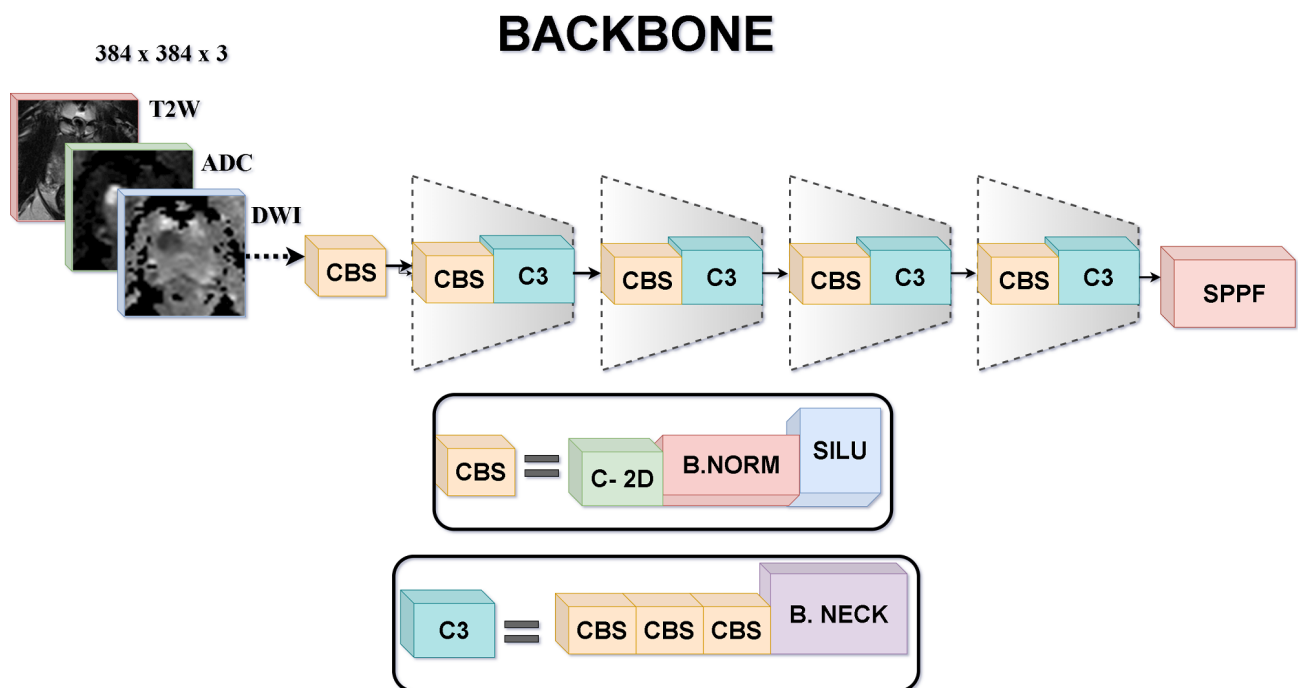 BACKBONE
384 x 384 x 3
T2W
ADC
DWI
CBS
CBS
C3
CBS
C3
CBS
C3
CBS
C3
SPPF
CBS
C- 2D
B.NORM
SILU
C3
CBS
CBS
CBS
B. NECK